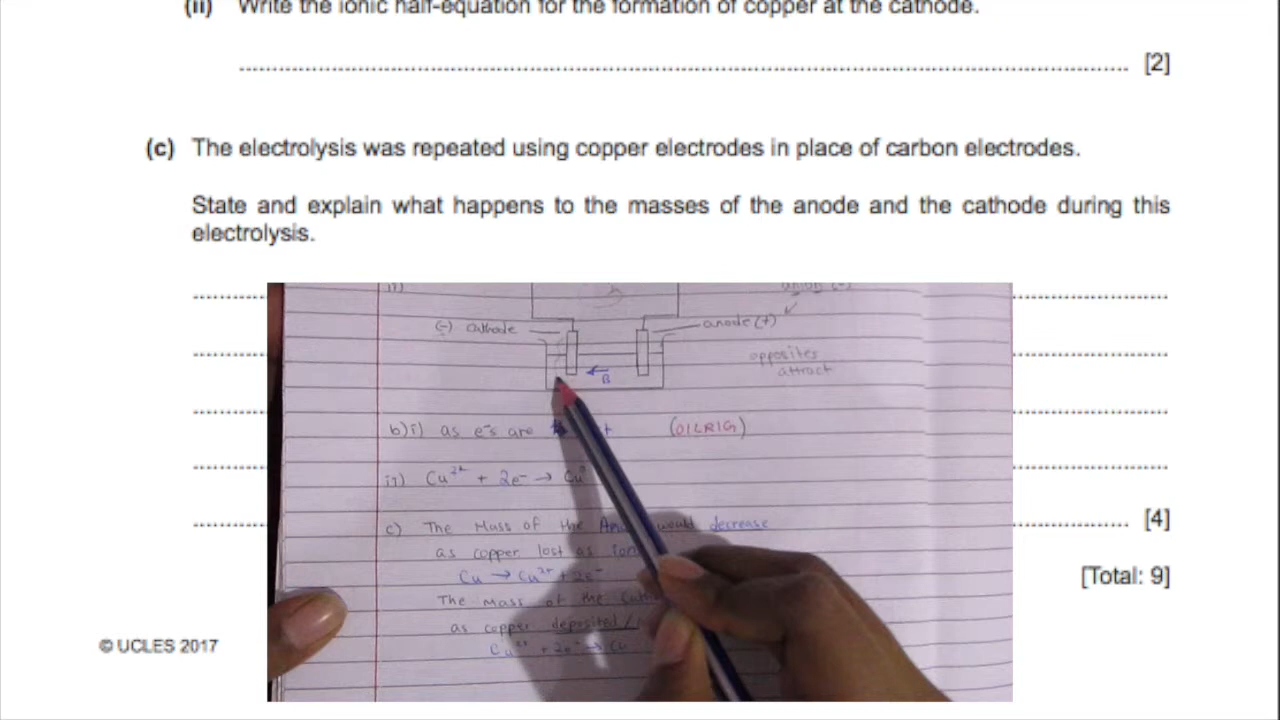 (ii) Write the ionic half-equation for the formation of copper at the cathode.
[2]
(c) The electrolysis was repeated using copper electrodes in place of carbon electrodes.
State and explain what happens to the masses of the anode and the cathode during this
electrolysis.
(-) cathode
anode (+)
opposites
attract
B
b) i) as e⁻s are
(OILRIG)
ii) Cu²⁺ + 2e⁻ → Cu
c) The Mass of the would decrease
as copper lost as
Cu → Cu²⁺ + 2e⁻
The Mass of the
as copper deposited/
Cu²⁺ + 2e⁻ → Cu
[4]
[Total: 9]
© UCLES 2017